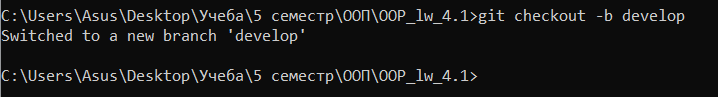 C:\Users\Asus\Desktop\Учеба\5 семестр\ООП\OOP_lw_4.1>git checkout -b develop
Switched to a new branch 'develop'
C:\Users\Asus\Desktop\Учеба\5 семестр\ООП\OOP_lw_4.1>